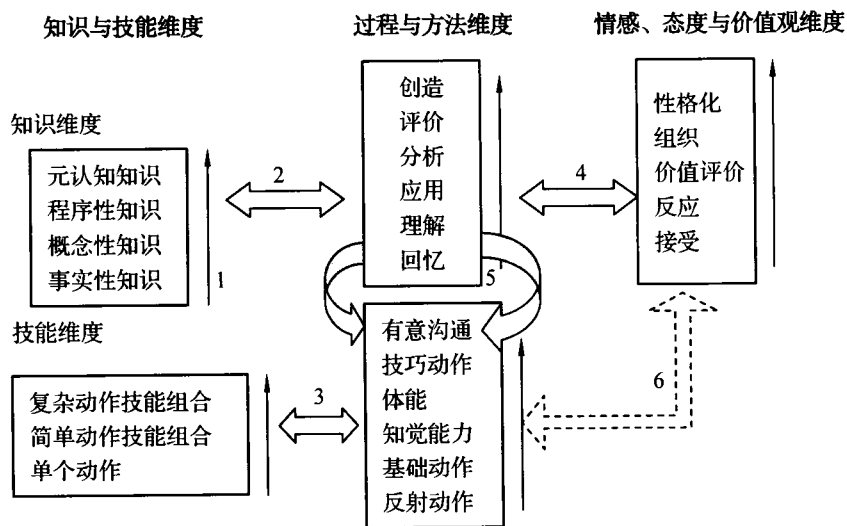 知识与技能维度
过程与方法维度
情感、态度与价值观维度
知识维度
元认知知识
程序性知识
概念性知识
事实性知识
1
2
创造
评价
分析
应用
理解
回忆
4
性格化
组织
价值评价
反应
接受
5
技能维度
复杂动作技能组合
简单动作技能组合
单个动作
3
有意沟通
技巧动作
体能
知觉能力
基础动作
反射动作
6